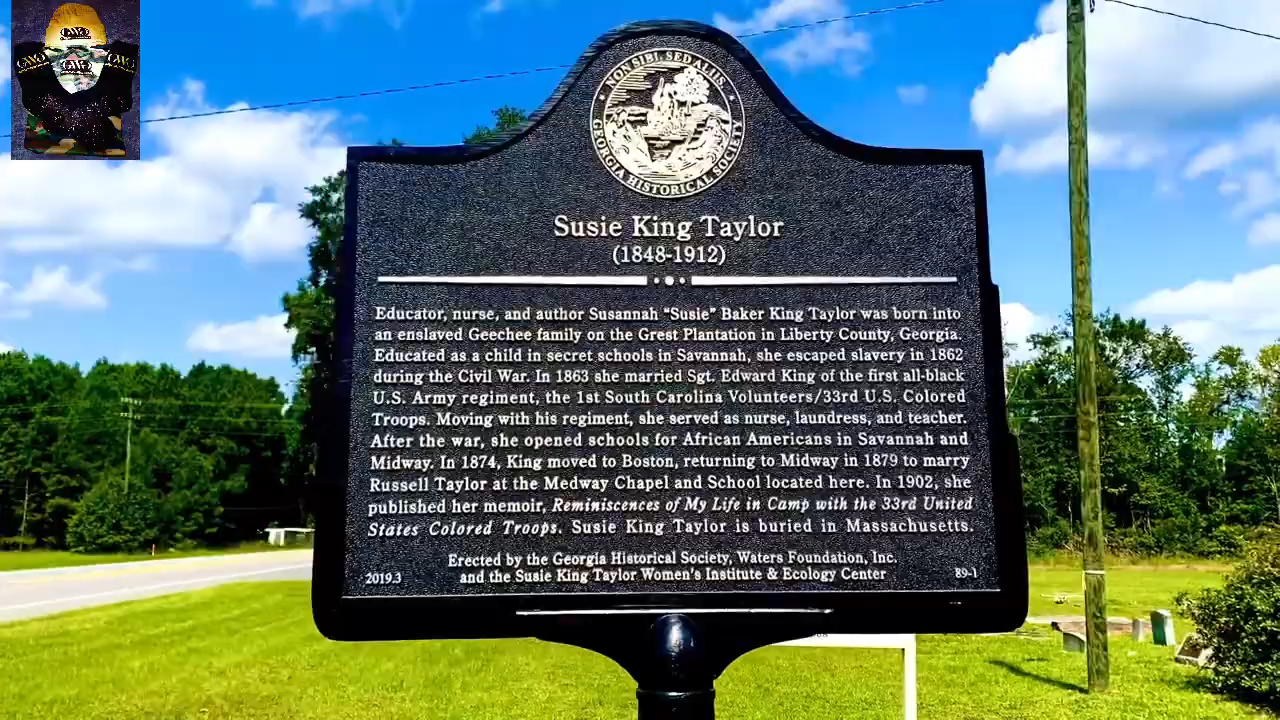 NON SIBI, SED ALIIS
GEORGIA HISTORICAL SOCIETY
Susie King Taylor
(1848-1912)
Educator, nurse, and author Susannah “Susie” Baker King Taylor was born into
an enslaved Geechee family on the Grest Plantation in Liberty County, Georgia.
Educated as a child in secret schools in Savannah, she escaped slavery in 1862
during the Civil War. In 1863 she married Sgt. Edward King of the first all-black
U.S. Army regiment, the 1st South Carolina Volunteers/33rd U.S. Colored
Troops. Moving with his regiment, she served as nurse, laundress, and teacher.
After the war, she opened schools for African Americans in Savannah and
Midway. In 1874, King moved to Boston, returning to Midway in 1879 to marry
Russell Taylor at the Medway Chapel and School located here. In 1902, she
published her memoir, Reminiscences of My Life in Camp with the 33rd United
States Colored Troops. Susie King Taylor is buried in Massachusetts.
Erected by the Georgia Historical Society, Waters Foundation, Inc.
2019.3 and the Susie King Taylor Women's Institute & Ecology Center 89-1